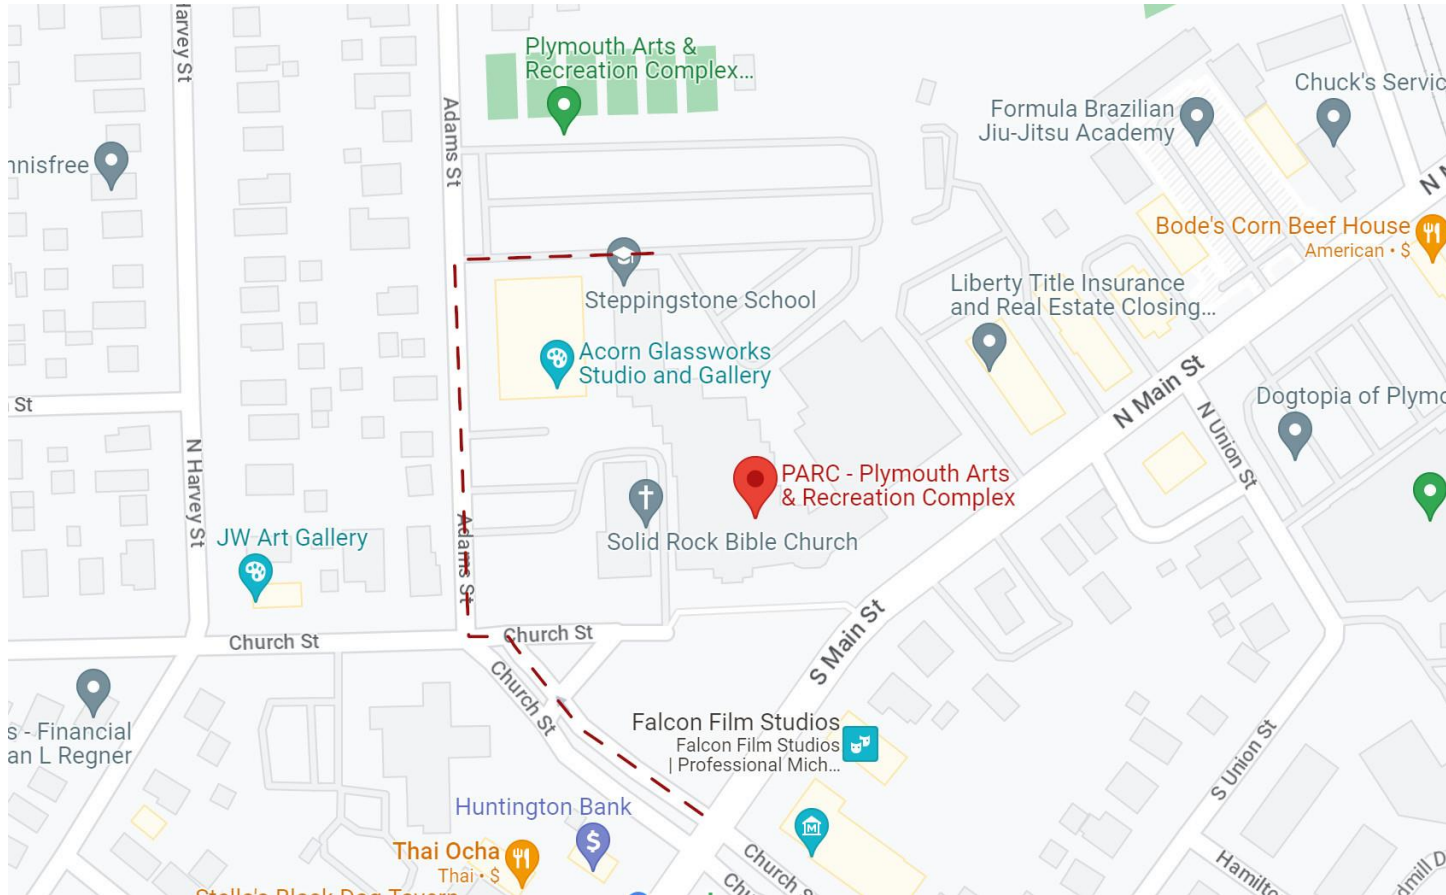 Harvey St
Adams St
Plymouth Arts &
Recreation Complex...
Formula Brazilian
Jiu-Jitsu Academy
Chuck's Servic
nnisfree
N
Bode's Corn Beef House
American • $
Steppingstone School
Liberty Title Insurance
and Real Estate Closing...
Acorn Glassworks
Studio and Gallery
N Main St
St
Dogtopia of Plymo
N Union St
N Harvey St
PARC - Plymouth Arts
& Recreation Complex
JW Art Gallery
Solid Rock Bible Church
Adams St
Church St
Church St
S Main St
Church St
s - Financial
an L Regner
Falcon Film Studios
Falcon Film Studios
| Professional Mich...
M
S Union St
Huntington Bank
$
Thai Ocha
Thai • $
Church S
Hamilto
dmill D